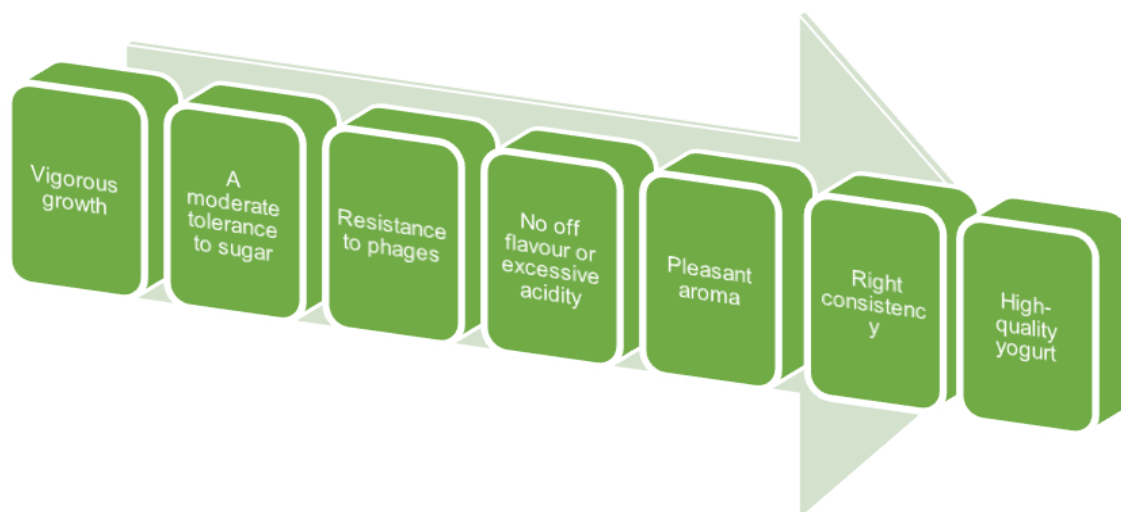 Vigorous
growth
A
moderate
tolerance
to sugar
Resistance
to phages
No off
flavour or
excessive
acidity
Pleasant
aroma
Right
consistenc
y
High-
quality
yogurt